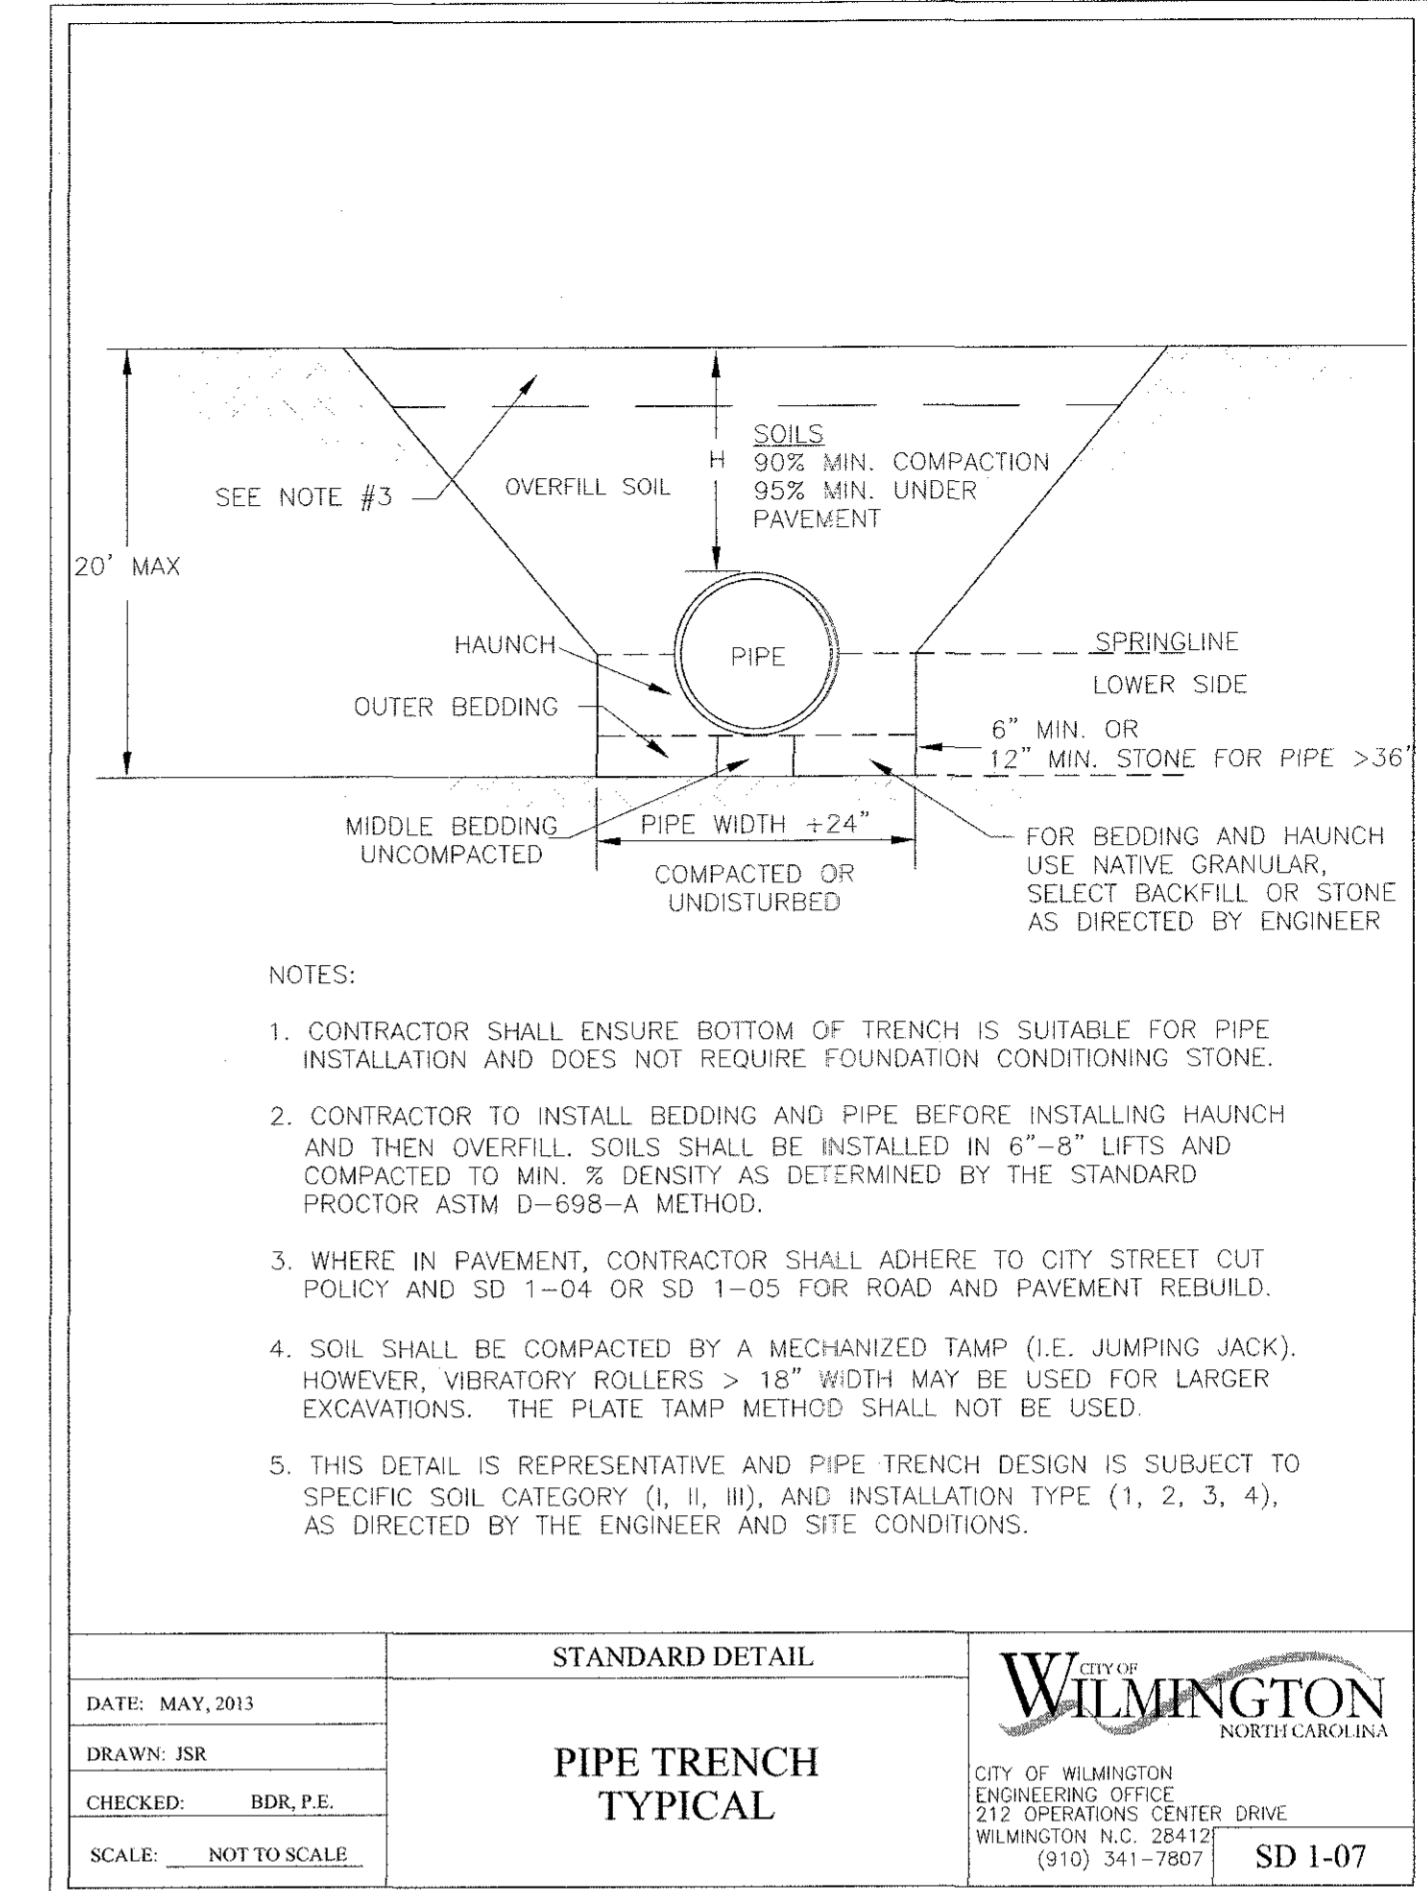 SOILS
90% MIN. COMPACTION
95% MIN. UNDER
PAVEMENT
H
OVERFILL SOIL
SEE NOTE #3
20' MAX
HAUNCH
PIPE
SPRINGLINE
LOWER SIDE
OUTER BEDDING
6" MIN. OR
12" MIN. STONE FOR PIPE >36"
MIDDLE BEDDING
UNCOMPACTED
PIPE WIDTH +24"
COMPACTED OR
UNDISTURBED
FOR BEDDING AND HAUNCH
USE NATIVE GRANULAR,
SELECT BACKFILL OR STONE
AS DIRECTED BY ENGINEER
NOTES:
1. CONTRACTOR SHALL ENSURE BOTTOM OF TRENCH IS SUITABLE FOR PIPE
INSTALLATION AND DOES NOT REQUIRE FOUNDATION CONDITIONING STONE.
2. CONTRACTOR TO INSTALL BEDDING AND PIPE BEFORE INSTALLING HAUNCH
AND THEN OVERFILL. SOILS SHALL BE INSTALLED IN 6"-8" LIFTS AND
COMPACTED TO MIN. % DENSITY AS DETERMINED BY THE STANDARD
PROCTOR ASTM D-698-A METHOD.
3. WHERE IN PAVEMENT, CONTRACTOR SHALL ADHERE TO CITY STREET CUT
POLICY AND SD 1-04 OR SD 1-05 FOR ROAD AND PAVEMENT REBUILD.
4. SOIL SHALL BE COMPACTED BY A MECHANIZED TAMP (I.E. JUMPING JACK).
HOWEVER, VIBRATORY ROLLERS > 18" WIDTH MAY BE USED FOR LARGER
EXCAVATIONS. THE PLATE TAMP METHOD SHALL NOT BE USED.
5. THIS DETAIL IS REPRESENTATIVE AND PIPE TRENCH DESIGN IS SUBJECT TO
SPECIFIC SOIL CATEGORY (I, II, III), AND INSTALLATION TYPE (1, 2, 3, 4),
AS DIRECTED BY THE ENGINEER AND SITE CONDITIONS.
DATE: MAY, 2013
DRAWN: JSR
CHECKED: BDR, P.E.
SCALE: NOT TO SCALE
STANDARD DETAIL
PIPE TRENCH
TYPICAL
CITY OF
WILMINGTON
NORTH CAROLINA
CITY OF WILMINGTON
ENGINEERING OFFICE
212 OPERATIONS CENTER DRIVE
WILMINGTON N.C. 28412
(910) 341-7807
SD 1-07